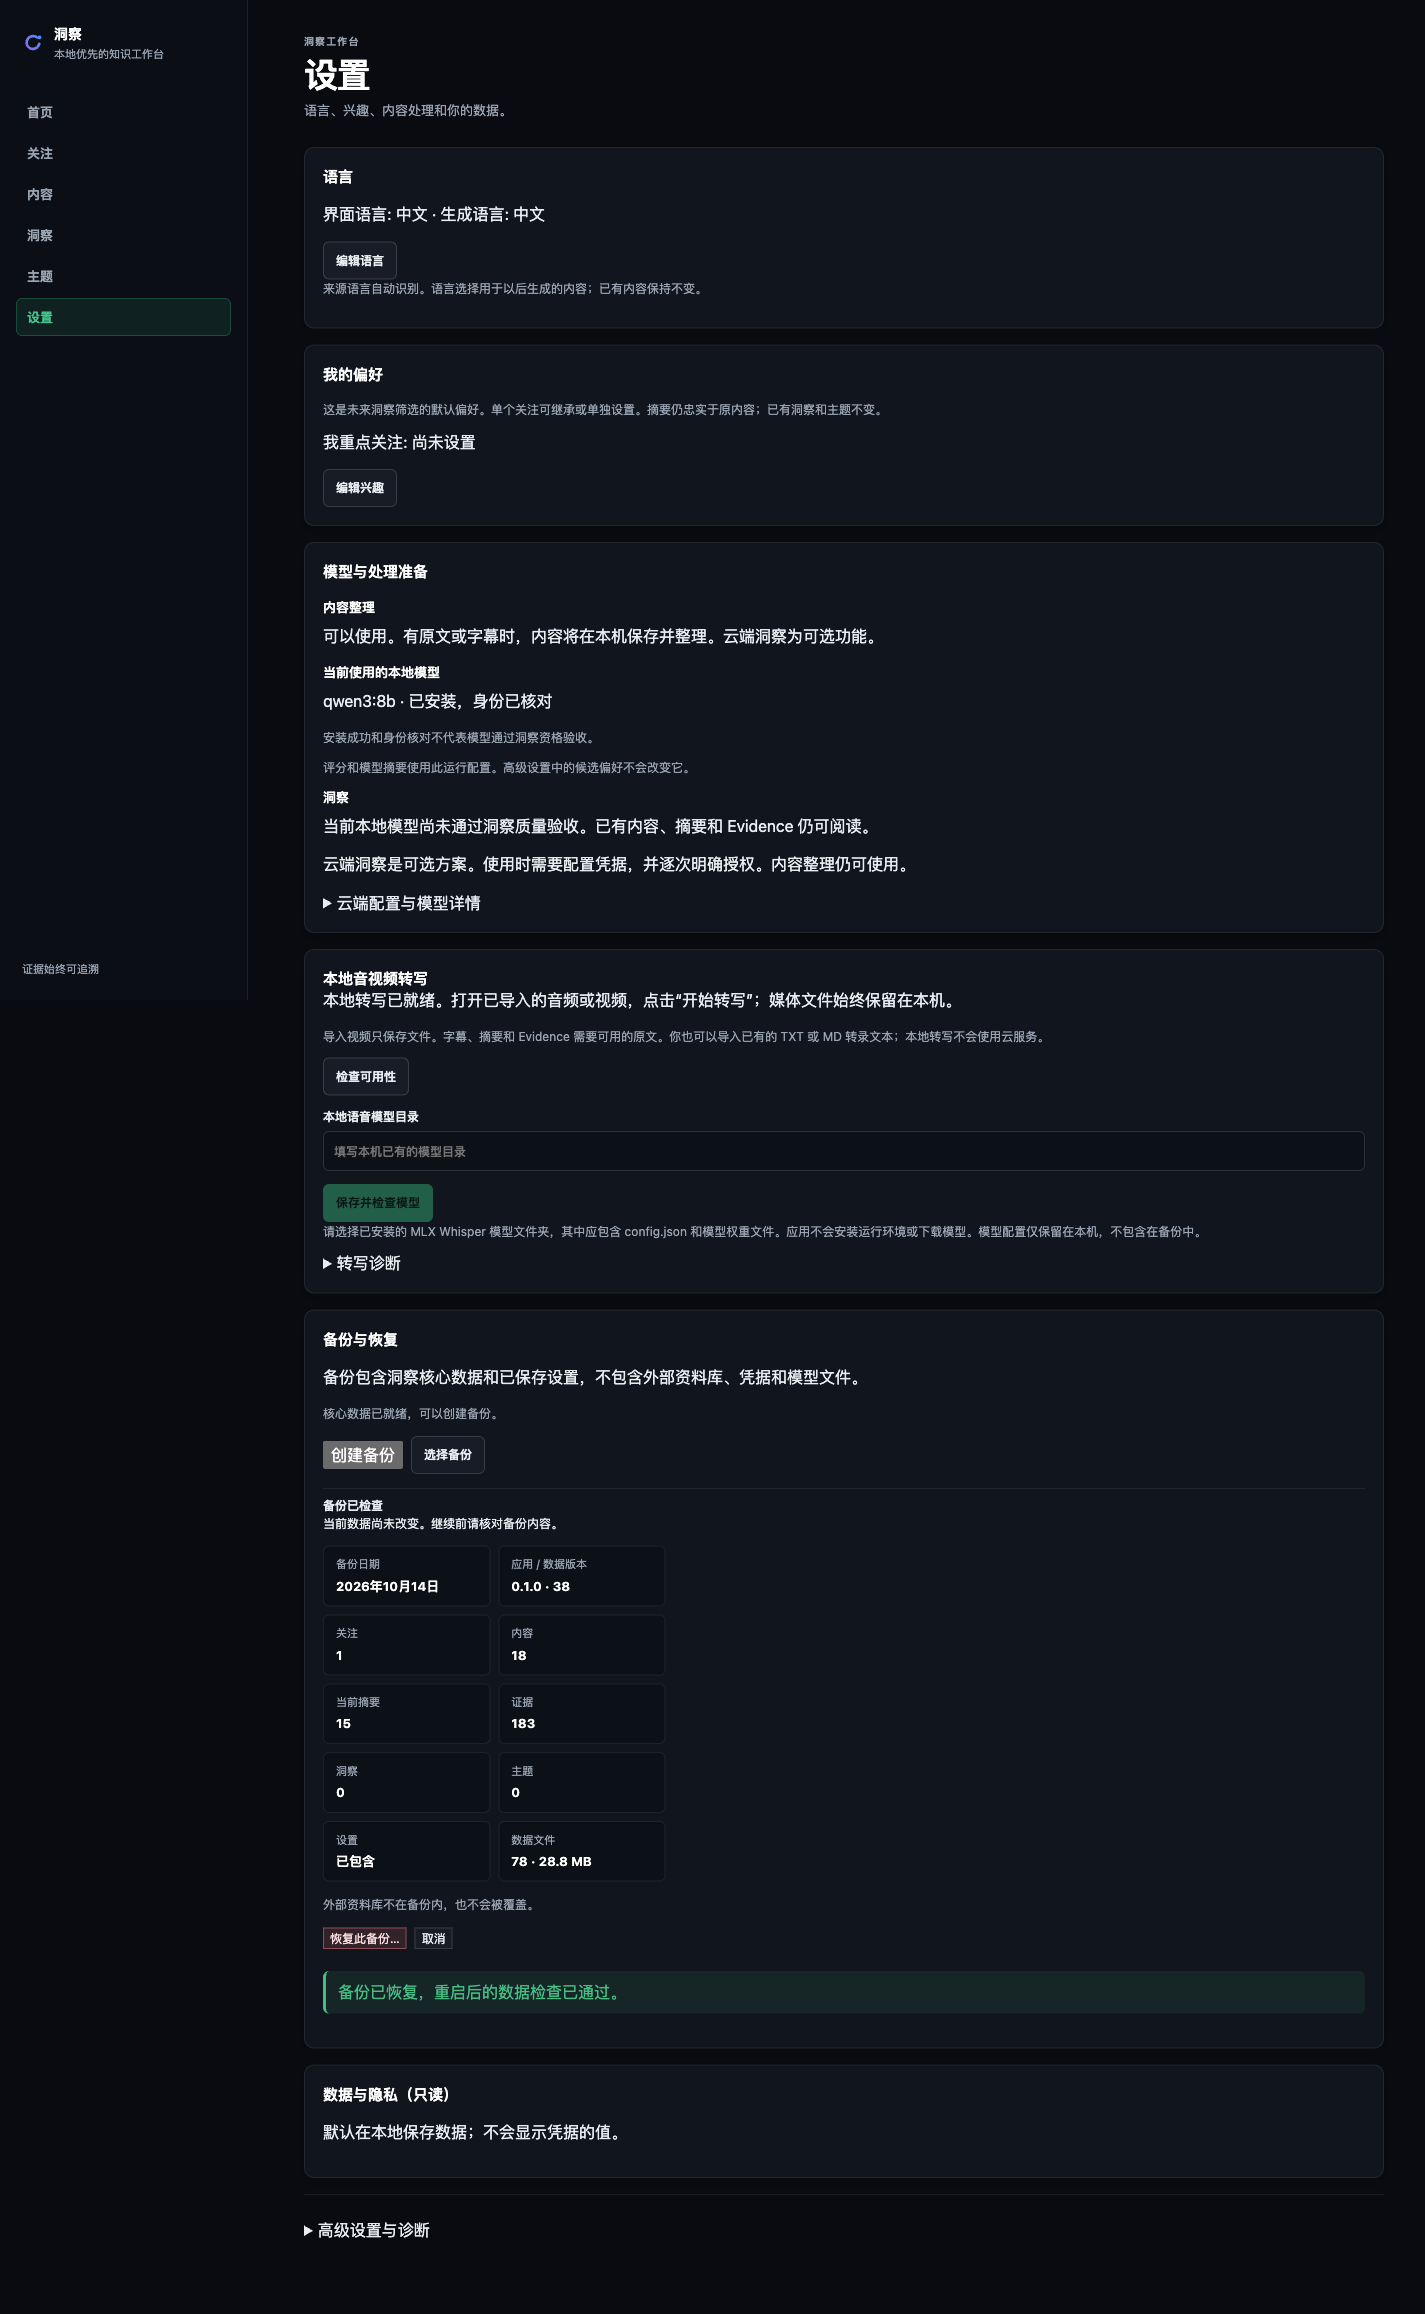 洞察
本地优先的知识工作台
首页
关注
内容
洞察
主题
设置
证据始终可追溯
洞察工作台
设置
语言、兴趣、内容处理和你的数据。
语言
界面语言: 中文 · 生成语言: 中文
编辑语言
来源语言自动识别。语言选择用于以后生成的内容；已有内容保持不变。
我的偏好
这是未来洞察筛选的默认偏好。单个关注可继承或单独设置。摘要仍忠实于原内容；已有洞察和主题不变。
我重点关注: 尚未设置
编辑兴趣
模型与处理准备
内容整理
可以使用。有原文或字幕时，内容将在本机保存并整理。云端洞察为可选功能。
当前使用的本地模型
qwen3:8b · 已安装，身份已核对
安装成功和身份核对不代表模型通过洞察资格验收。
评分和模型摘要使用此运行配置。高级设置中的候选偏好不会改变它。
洞察
当前本地模型尚未通过洞察质量验收。已有内容、摘要和 Evidence 仍可阅读。
云端洞察是可选方案。使用时需要配置凭据，并逐次明确授权。内容整理仍可使用。
▶ 云端配置与模型详情
本地音视频转写
本地转写已就绪。打开已导入的音频或视频，点击“开始转写”；媒体文件始终保留在本机。
导入视频只保存文件。字幕、摘要和 Evidence 需要可用的原文。你也可以导入已有的 TXT 或 MD 转录文本；本地转写不会使用云服务。
检查可用性
本地语音模型目录
填写本机已有的模型目录
保存并检查模型
请选择已安装的 MLX Whisper 模型文件夹，其中应包含 config.json 和模型权重文件。应用不会安装运行环境或下载模型。模型配置仅保留在本机，不包含在备份中。
▶ 转写诊断
备份与恢复
备份包含洞察核心数据和已保存设置，不包含外部资料库、凭据和模型文件。
核心数据已就绪，可以创建备份。
创建备份 选择备份
备份已检查
当前数据尚未改变。继续前请核对备份内容。
备份日期
2026年10月14日
应用 / 数据版本
0.1.0 · 38
关注
1
内容
18
当前摘要
15
证据
183
洞察
0
主题
0
设置
已包含
数据文件
78 · 28.8 MB
外部资料库不在备份内，也不会被覆盖。
恢复此备份... 取消
备份已恢复，重启后的数据检查已通过。
数据与隐私（只读）
默认在本地保存数据；不会显示凭据的值。
▶ 高级设置与诊断